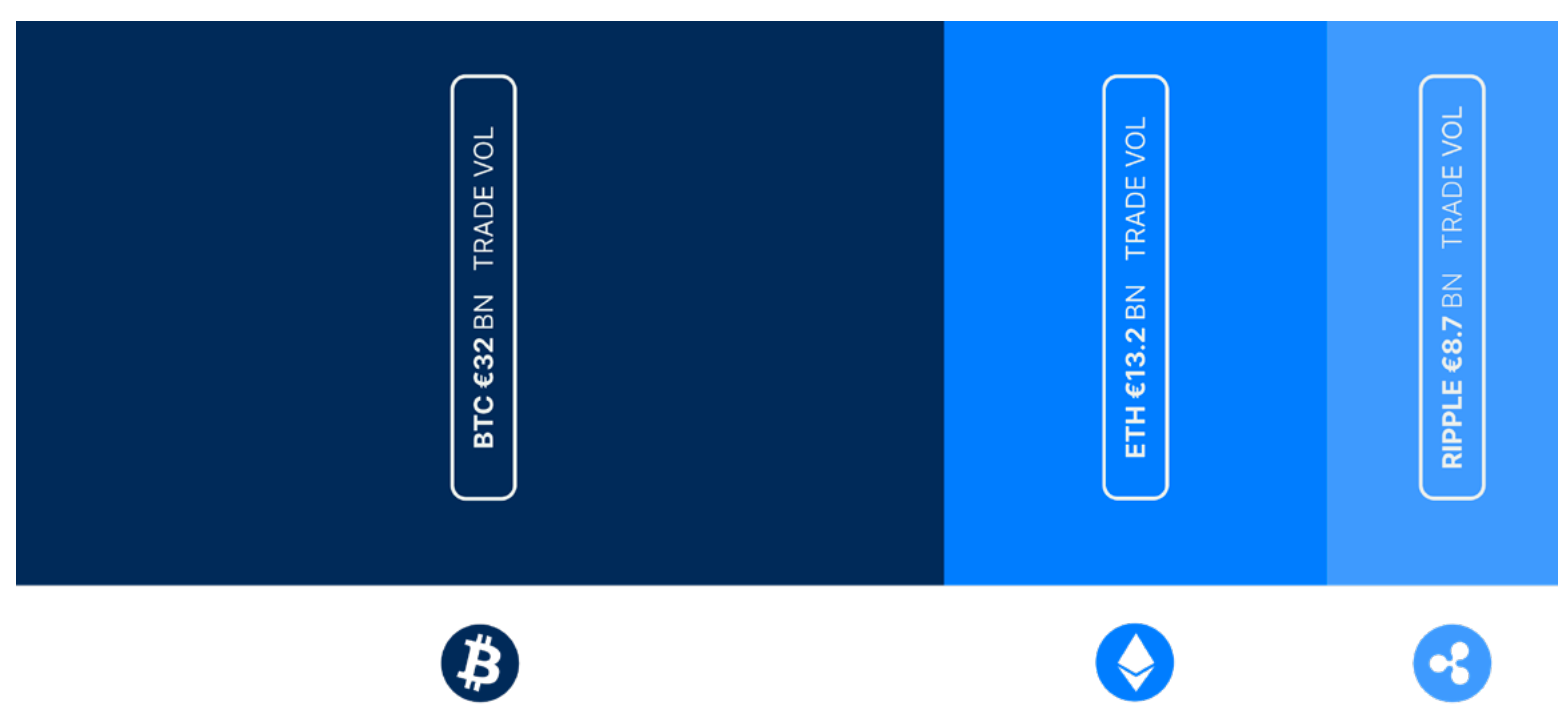 BTC €32 BN TRADE VOL
ETH €13.2 BN TRADE VOL
RIPPLE €8.7 BN TRADE VOL